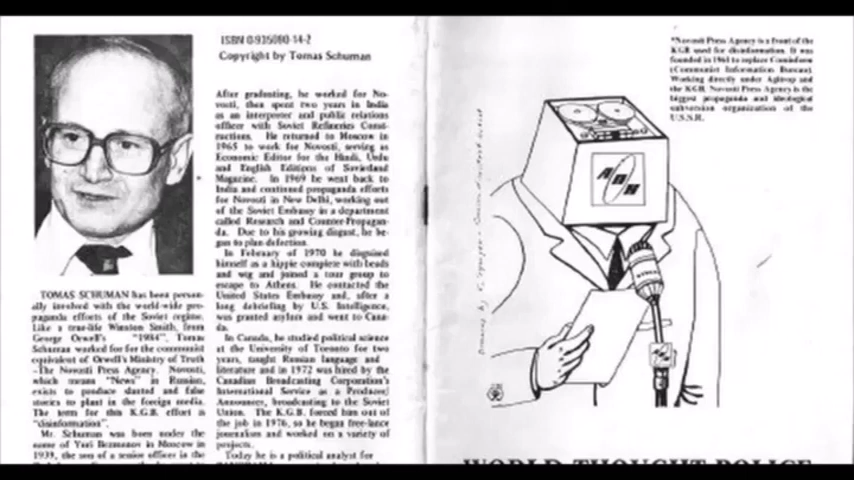 TOMAS SCHUMAN has been person-
ally involved with the world-wide pro-
paganda efforts of the Soviet regime.
Like a true-life Winston Smith, from
George Orwell's "1984", Tomas
Schuman worked for for the communist
equivalent of Orwell's Ministry of Truth
-The Novosti Press Agency. Novosti,
which means "News" in Russian,
exists to produce slanted and false
stories to plant in the foreign media.
The term for this K.G.B. effort is
"disinformation".
Mr. Schuman was born under the
name of Yuri Bezmenov in Moscow in
1939, the son of a senior officer in the
ISBN 0-935090-14-2
Copyright by Tomas Schuman
After graduating, he worked for No-
vosti, then spent two years in India
as an interpreter and public relations
officer with Soviet Refineries Const-
ructions. He returned to Moscow in
1965 to work for Novosti, serving as
Economic Editor for the Hindi, Urdu
and English Editions of Sovietland
Magazine. In 1969 he went back to
India and continued propaganda efforts
for Novosti in New Delhi, working out
of the Soviet Embassy in a department
called Research and Counter-Propagan-
da. Due to his growing disgust, he be-
gan to plan defection.
In February of 1970 he disguised
himself as a hippie complete with beads
and wig and joined a tour group to
escape to Athens. He contacted the
United States Embassy and, after a
long debriefing by U.S. Intelligence,
was granted asylum and went to Cana-
da.
In Canada, he studied political science
at the University of Toronto for two
years, taught Russian language and
literature and in 1972 was hired by the
Canadian Broadcasting Corporation's
International Service as a Producer/
Announcer, broadcasting to the Soviet
Union. The K.G.B. forced him out of
the job in 1976, so he began free-lance
journalism and worked on a variety of
projects.
Today he is a political analyst for
*Novosti Press Agency is a front of the
KGB used for disinformation. It was
founded in 1961 to replace Cominform
(Communist Information Bureau).
Working directly under Agitprop and
the KGB, Novosti Press Agency is the
biggest propaganda and ideological
subversion organization of the
U.S.S.R.
АПН
WORLD THOUGHT POLICE